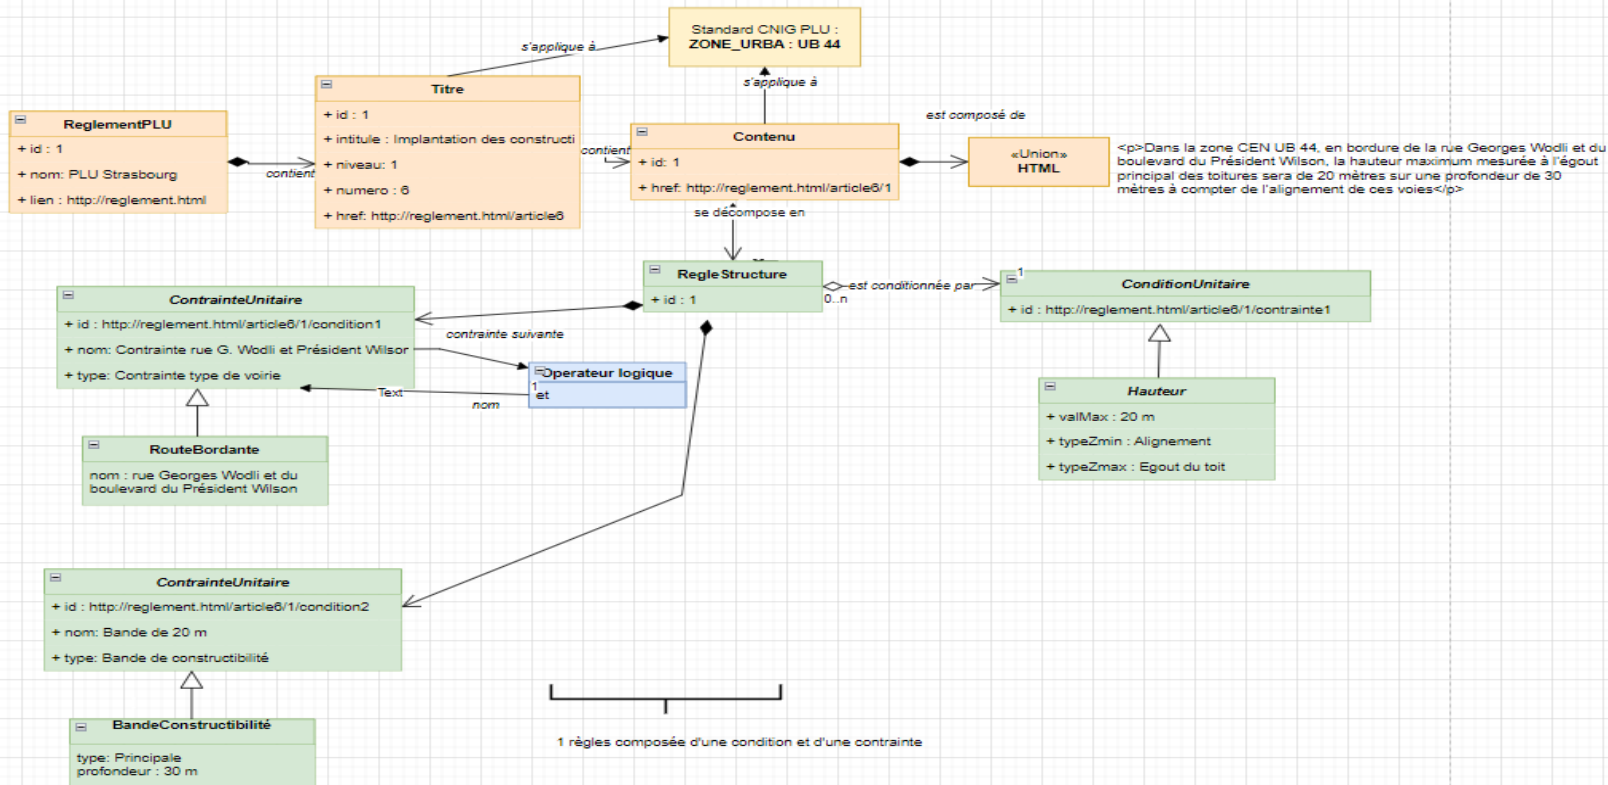 Standard CNIG PLU :
ZONE_URBA : UB 44
s'applique à
s'applique à
Titre
+ id : 1
+ intitule : Implantation des constructi
+ niveau: 1
+ numero : 6
+ href: http://reglement.html/article6
ReglementPLU
+ id : 1
+ nom: PLU Strasbourg
+ lien : http://reglement.html
contient
contient
Contenu
+ id: 1
+ href: http://reglement.html/article6/1
est composé de
«Union»
HTML
<p>Dans la zone CEN UB 44, en bordure de la rue Georges Wodli et du
boulevard du Président Wilson, la hauteur maximum mesurée à l'égout
principal des toitures sera de 20 mètres sur une profondeur de 30
mètres à compter de l'alignement de ces voies</p>
se décompose en
RegleStructure
+ id : 1
est conditionnée par
0..n
1
ConditionUnitaire
+ id : http://reglement.html/article6/1/contrainte1
ContrainteUnitaire
+ id : http://reglement.html/article6/1/condition1
+ nom: Contrainte rue G. Wodli et Président Wilsor
+ type: Contrainte type de voirie
contrainte suivante
Operateur logique
1
et
Text
nom
Hauteur
+ valMax : 20 m
+ typeZmin : Alignement
+ typeZmax : Egout du toit
RouteBordante
nom : rue Georges Wodli et du
boulevard du Président Wilson
ContrainteUnitaire
+ id : http://reglement.html/article6/1/condition2
+ nom: Bande de 20 m
+ type: Bande de constructibilité
BandeConstructibilité
type: Principale
profondeur : 30 m
1 règles composée d'une condition et d'une contrainte